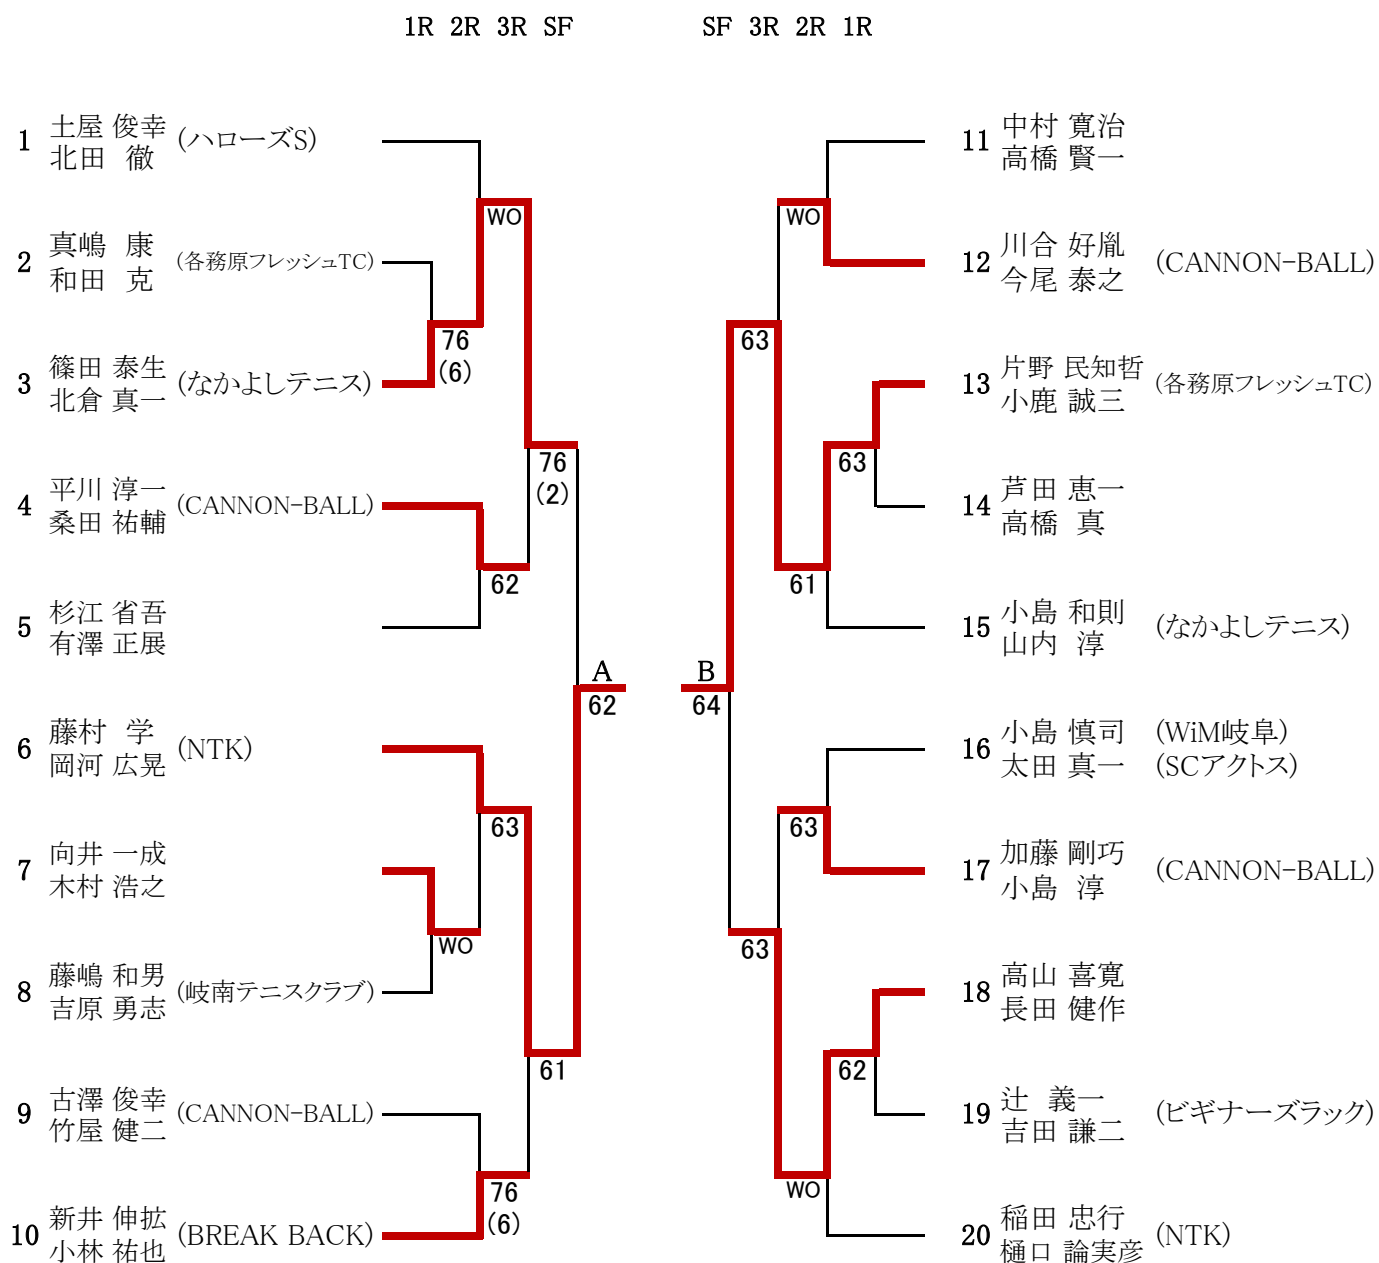 1R 2R 3R SF
SF 3R 2R 1R
1 土屋 俊幸 (ハローズS)
北田 徹
WO
2 真嶋 康 (各務原フレッシュTC)
和田 克
76
(6)
3 篠田 泰生 (なかよしテニス)
北倉 真一
76
(2)
4 平川 淳一 (CANNON-BALL)
桑田 祐輔
62
5 杉江 省吾
有澤 正展
A
62
6 藤村 学 (NTK)
岡河 広晃
63
7 向井 一成
木村 浩之
WO
8 藤嶋 和男 (岐南テニスクラブ)
吉原 勇志
61
9 古澤 俊幸 (CANNON-BALL)
竹屋 健二
76
(6)
10 新井 伸拡 (BREAK BACK)
小林 祐也
11 中村 寛治
高橋 賢一
WO
12 川合 好胤 (CANNON-BALL)
今尾 泰之
63
13 片野 民知哲 (各務原フレッシュTC)
小鹿 誠三
63
14 芦田 恵一
高橋 真
61
15 小島 和則 (なかよしテニス)
山内 淳
B
64
16 小島 慎司 (WiM岐阜)
太田 真一 (SCアクトス)
63
17 加藤 剛巧 (CANNON-BALL)
小島 淳
63
18 高山 喜寛
長田 健作
62
19 辻 義一 (ビギナーズラック)
吉田 謙二
WO
20 稲田 忠行 (NTK)
樋口 論実彦